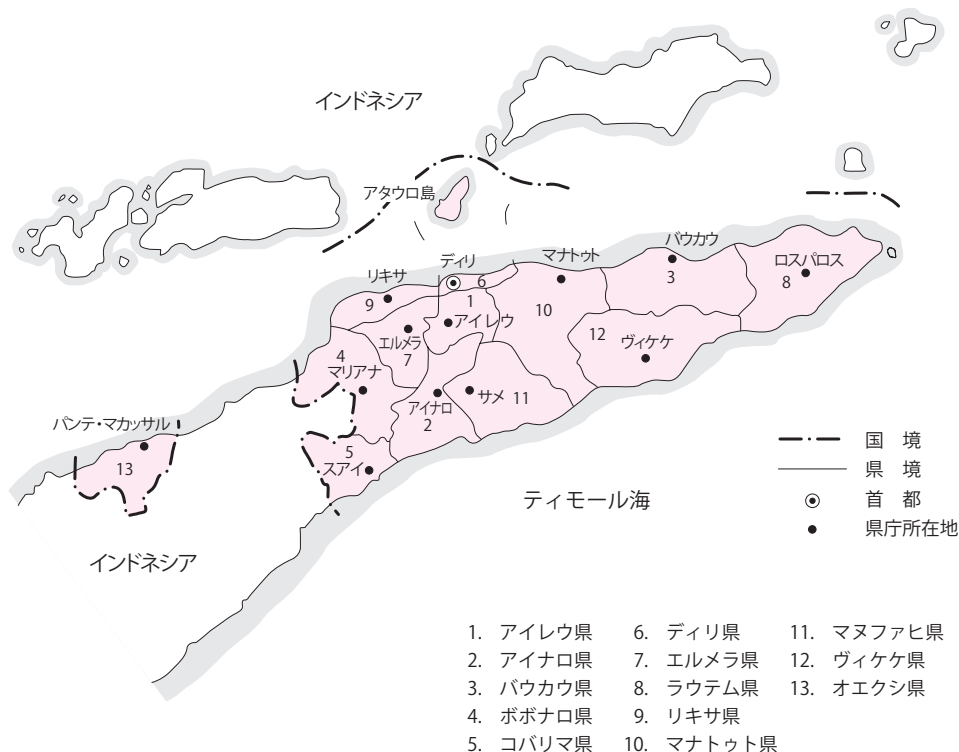 インドネシア
アタウロ島
バウカウ
マナトゥト
ディリ
リキサ
ロスパロス
6
3
8
9
1
10
アイレウ
エルメラ
7
12
ヴィケケ
4
マリアナ
アイナロ
2
サメ
11
パンテ・マカッサル
13
5
スアイ
国　境
県　境
首　都
県庁所在地
ティモール海
インドネシア
1. アイレウ県
2. アイナロ県
3. バウカウ県
4. ボボナロ県
5. コバリマ県
6. ディリ県
7. エルメラ県
8. ラウテム県
9. リキサ県
10. マナトゥト県
11. マヌファヒ県
12. ヴィケケ県
13. オエクシ県